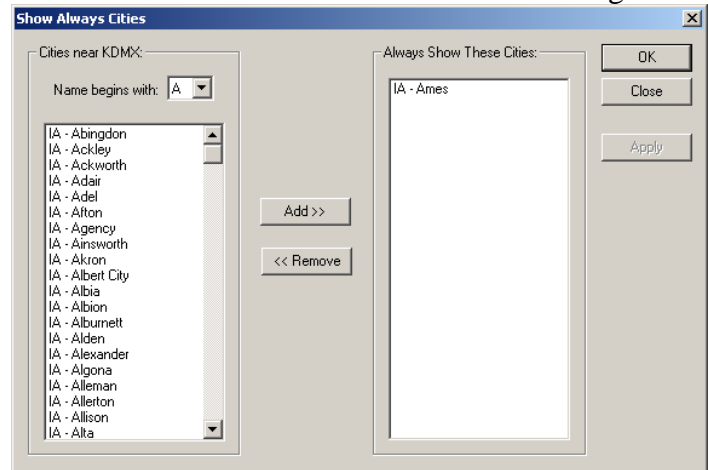 Show Always Cities
Cities near KDMX:
Name begins with: A
IA - Abingdon
IA - Ackley
IA - Ackworth
IA - Adair
IA - Adel
IA - Afton
IA - Agency
IA - Ainsworth
IA - Akron
IA - Albert City
IA - Albia
IA - Albion
IA - Alburnett
IA - Alden
IA - Alexander
IA - Algona
IA - Alleman
IA - Allerton
IA - Allison
IA - Alta
Add >>
<< Remove
Always Show These Cities:
IA - Ames
OK
Close
Apply